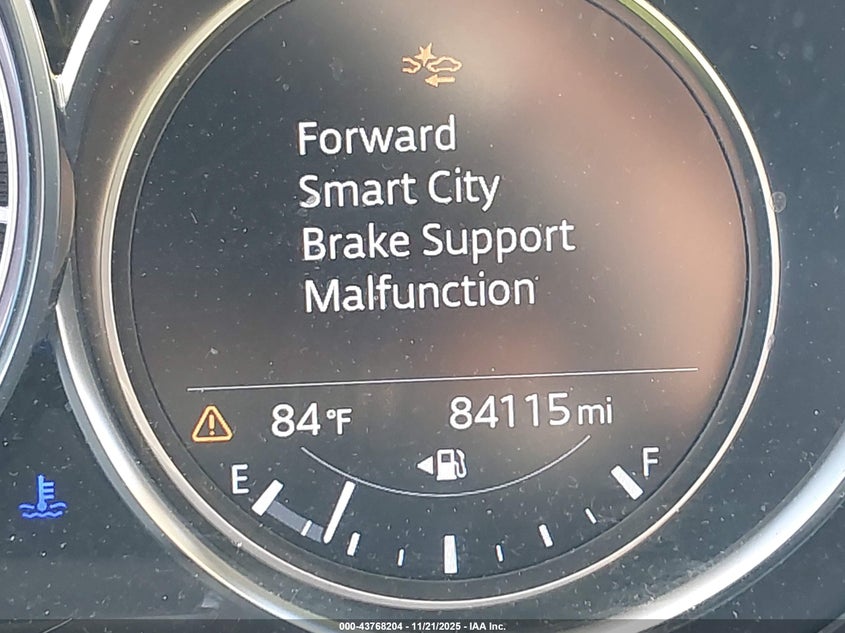 Forward
Smart City
Brake Support
Malfunction
84°F 84115mi
E F
000-43768204 - 11/21/2025 - IAA Inc.